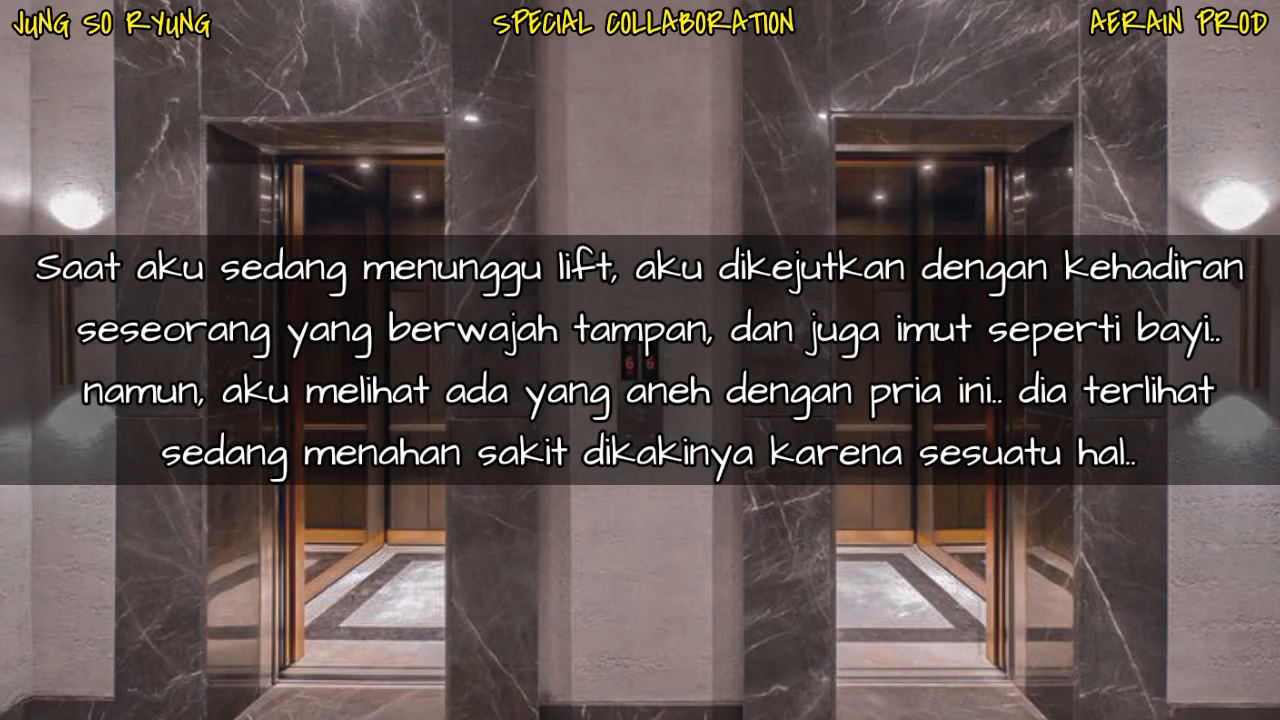 JUNG SO RYUNG
SPECIAL COLLABORATION
AERAIN PROD
Saat aku sedang menunggu lift, aku dikejutkan dengan kehadiran
seseorang yang berwajah tampan, dan juga imut seperti bayi..
namun, aku melihat ada yang aneh dengan pria ini.. dia terlihat
sedang menahan sakit dikakinya karena sesuatu hal..
6 6